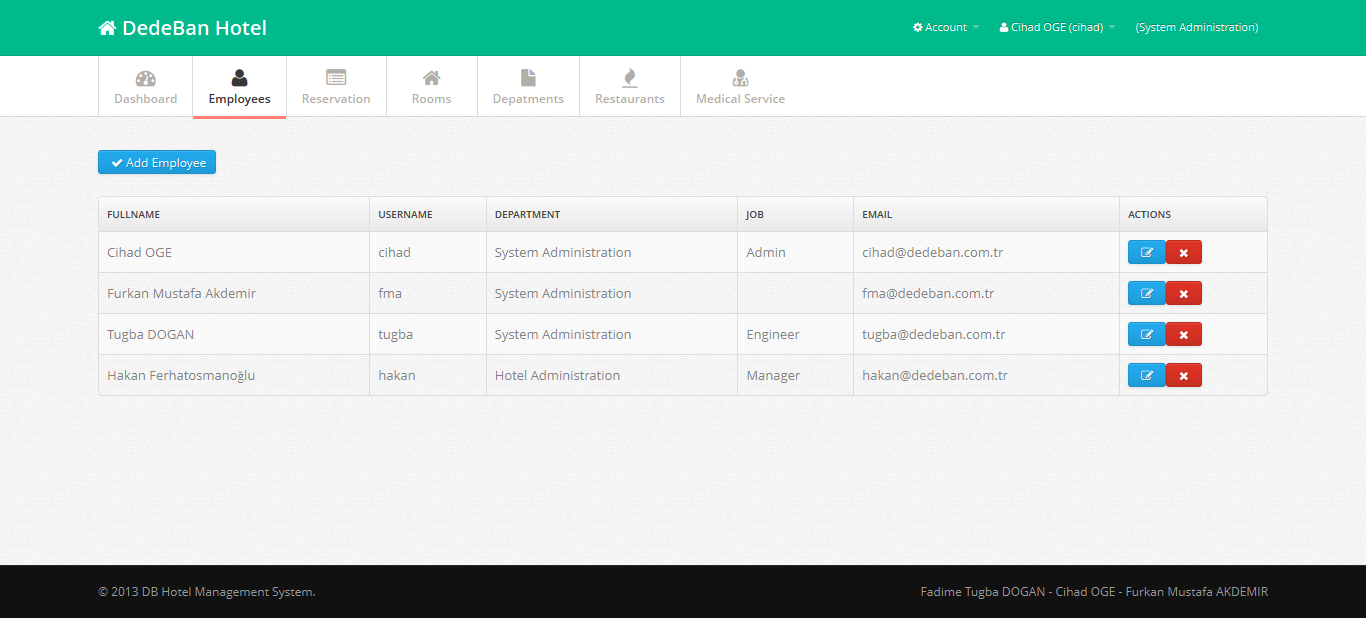 DedeBan Hotel
Account
Cihad OGE (cihad)
(System Administration)
Dashboard
Employees
Reservation
Rooms
Depatments
Restaurants
Medical Service
Add Employee
FULLNAME USERNAME DEPARTMENT JOB EMAIL ACTIONS
Cihad OGE cihad System Administration Admin cihad@dedeban.com.tr
Furkan Mustafa Akdemir fma System Administration fma@dedeban.com.tr
Tugba DOGAN tugba System Administration Engineer tugba@dedeban.com.tr
Hakan Ferhatosmanoğlu hakan Hotel Administration Manager hakan@dedeban.com.tr
© 2013 DB Hotel Management System.
Fadime Tugba DOGAN - Cihad OGE - Furkan Mustafa AKDEMIR